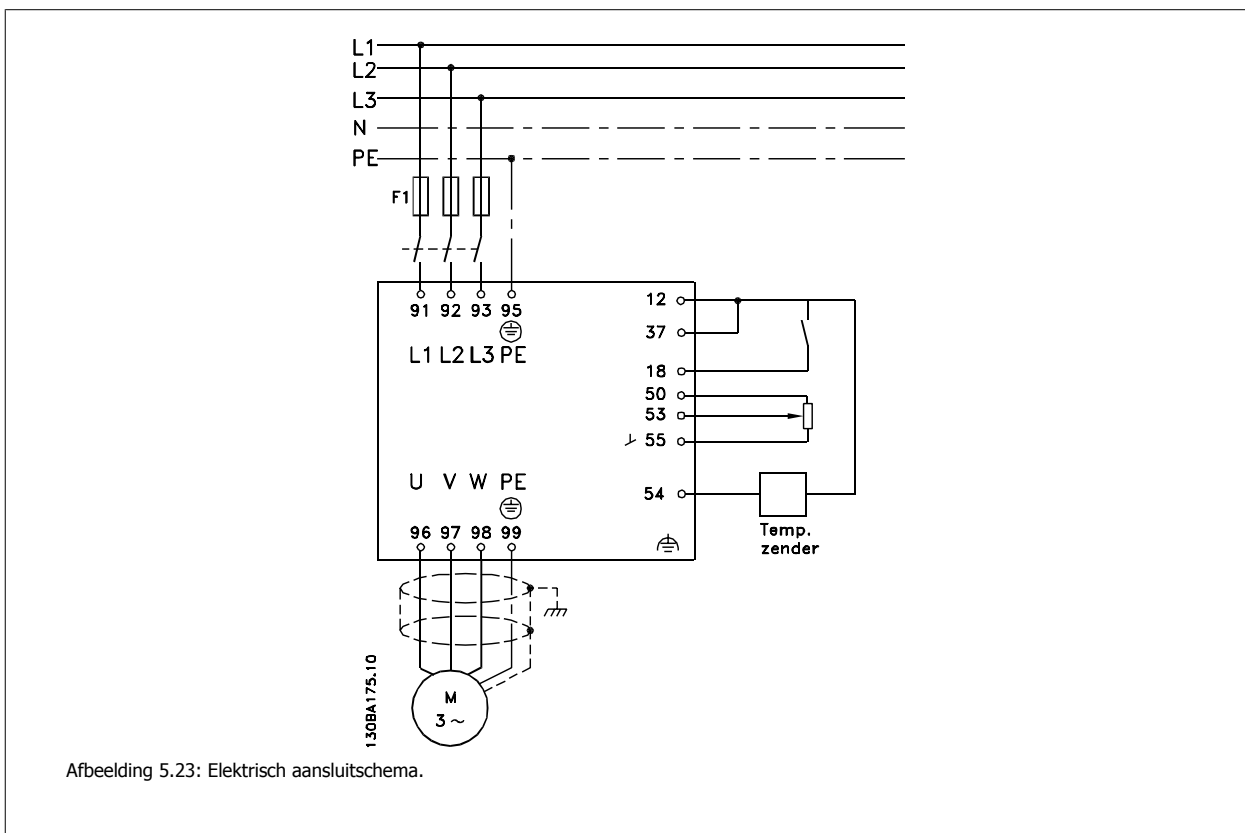 L1
L2
L3
N
PE
F1
91 92 93 95
L1 L2 L3 PE
12
37
18
50
53
55
54
U V W PE
96 97 98 99
Temp.
zender
M
3 ~
130BA175.10
Afbeelding 5.23: Elektrisch aansluitschema.